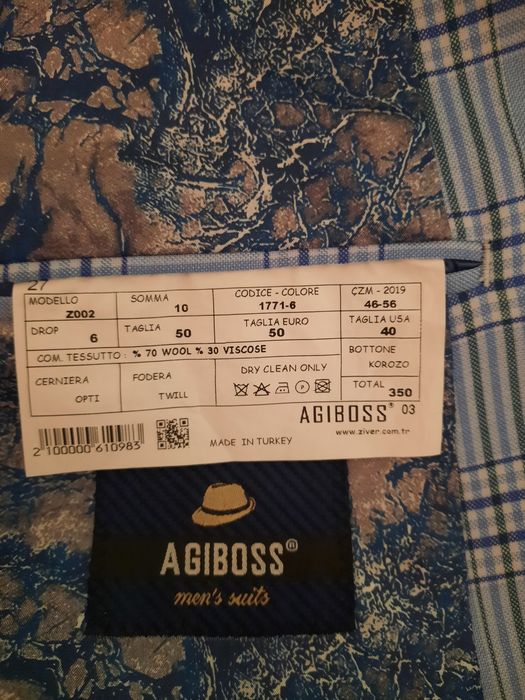 27
MODELLO Z002
SOMMA 10
CODICE - COLORE 1771-6
ÇZM - 2019 46-56
DROP 6
TAGLIA 50
TAGLIA EURO 50
TAGLIA USA 40
COM. TESSUTTO : % 70 WOOL % 30 VISCOSE
BOTTONE KOROZO
CERNIERA OPTI
FODERA TWILL
DRY CLEAN ONLY
P
TOTAL 350
AGIBOSS® 03
www.ziver.com.tr
2 100000 610983
MADE IN TURKEY
AGIBOSS®
men's suits